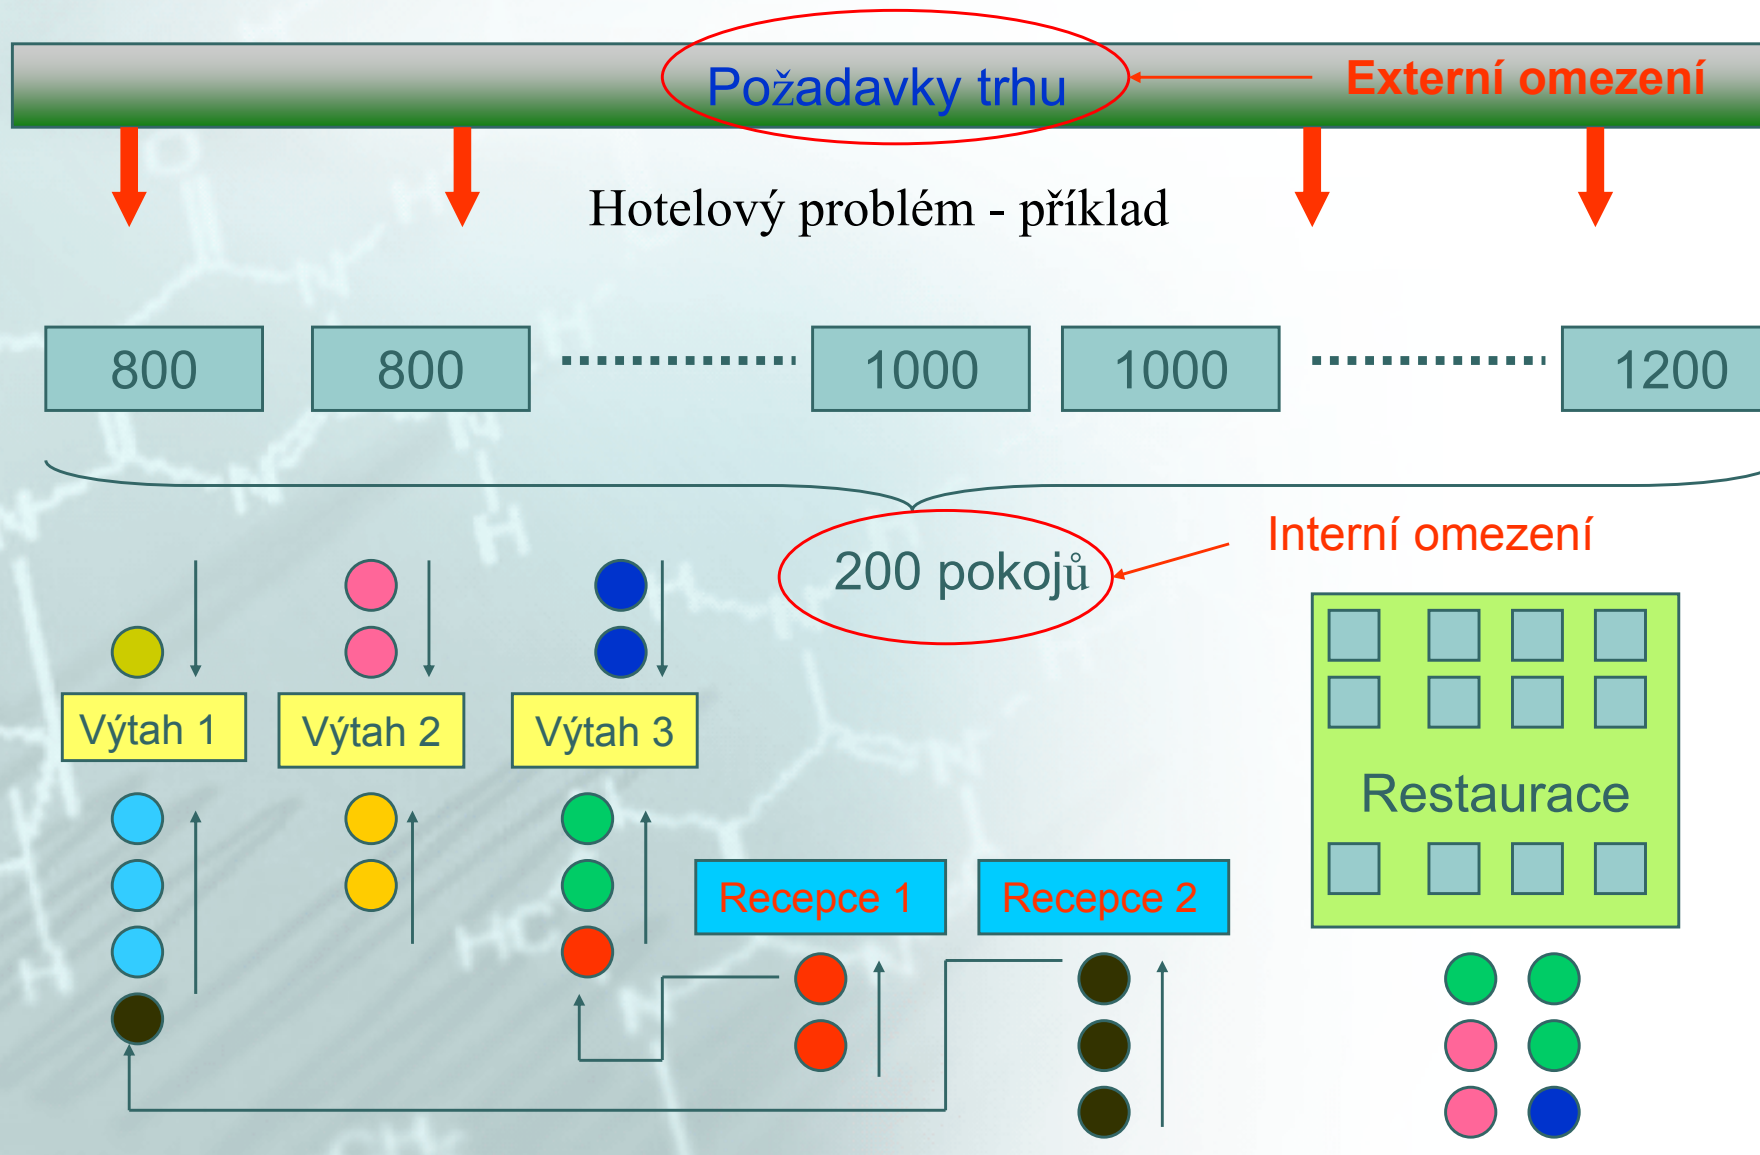 Požadavky trhu
Externí omezení
Hotelový problém - příklad
800
800
1000
1000
1200
200 pokojů
Interní omezení
Výtah 1
Výtah 2
Výtah 3
Restaurace
Recepce 1
Recepce 2